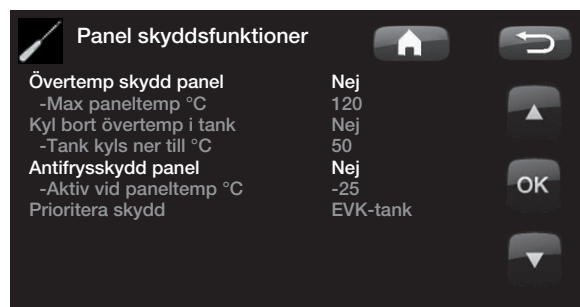 Panel skyddsfunktioner
Övertemp skydd panel Nej
-Max paneltemp °C 120
Kyl bort övertemp i tank Nej
-Tank kyls ner till °C 50
Antifrysskydd panel Nej
-Aktiv vid paneltemp °C -25
Prioritera skydd EVK-tank
OK